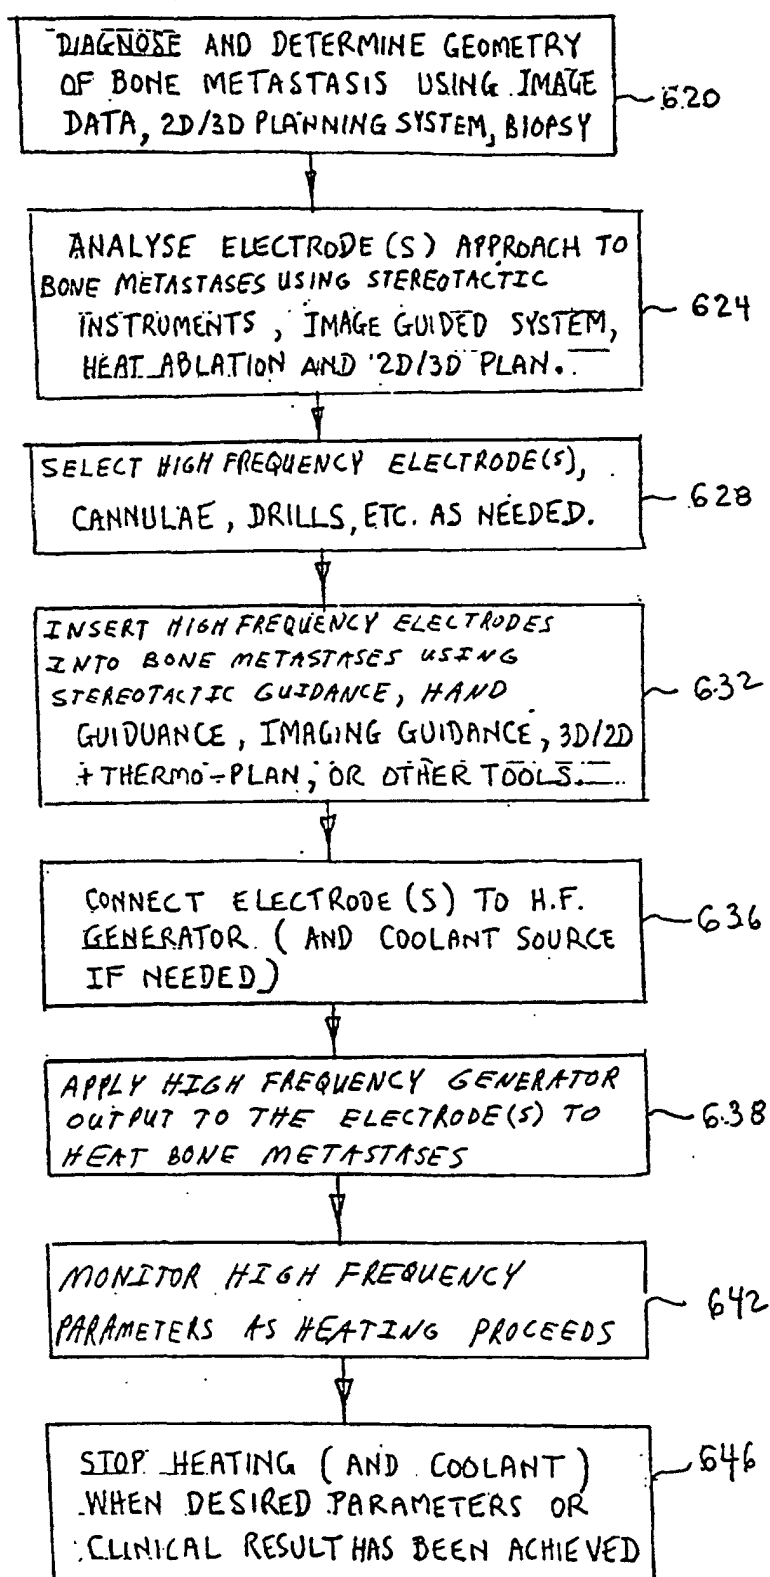 DIAGNOSE AND DETERMINE GEOMETRY
OF BONE METASTASIS USING IMAGE
DATA, 2D/3D PLANNING SYSTEM, BIOPSY
620
ANALYSE ELECTRODE(S) APPROACH TO
BONE METASTASES USING STEREOTACTIC
INSTRUMENTS, IMAGE GUIDED SYSTEM,
HEAT ABLATION AND 2D/3D PLAN.
624
SELECT HIGH FREQUENCY ELECTRODE(S),
CANNULAE, DRILLS, ETC. AS NEEDED.
628
INSERT HIGH FREQUENCY ELECTRODES
INTO BONE METASTASES USING
STEREOTACTIC GUIDANCE, HAND
GUIDUANCE, IMAGING GUIDANCE, 3D/2D
+ THERMO-PLAN, OR OTHER TOOLS.
632
CONNECT ELECTRODE(S) TO H.F.
GENERATOR. (AND COOLANT SOURCE
IF NEEDED)
636
APPLY HIGH FREQUENCY GENERATOR
OUTPUT TO THE ELECTRODE(S) TO
HEAT BONE METASTASES
638
MONITOR HIGH FREQUENCY
PARAMETERS AS HEATING PROCEEDS
642
STOP HEATING (AND COOLANT)
WHEN DESIRED PARAMETERS OR
CLINICAL RESULT HAS BEEN ACHIEVED
646